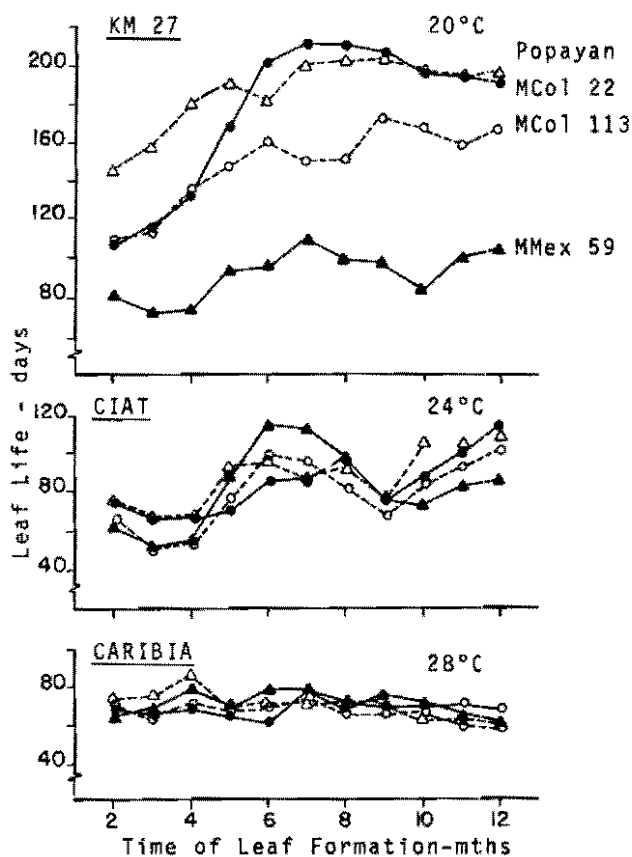 KM 27 20°C
Popayan
MCol 22
MCol 113
MMex 59
200
160
120
80
Leaf Life - days
CIAT 24°C
120
80
40
CARIBIA 28°C
80
40
2 4 6 8 10 12
Time of Leaf Formation-mths